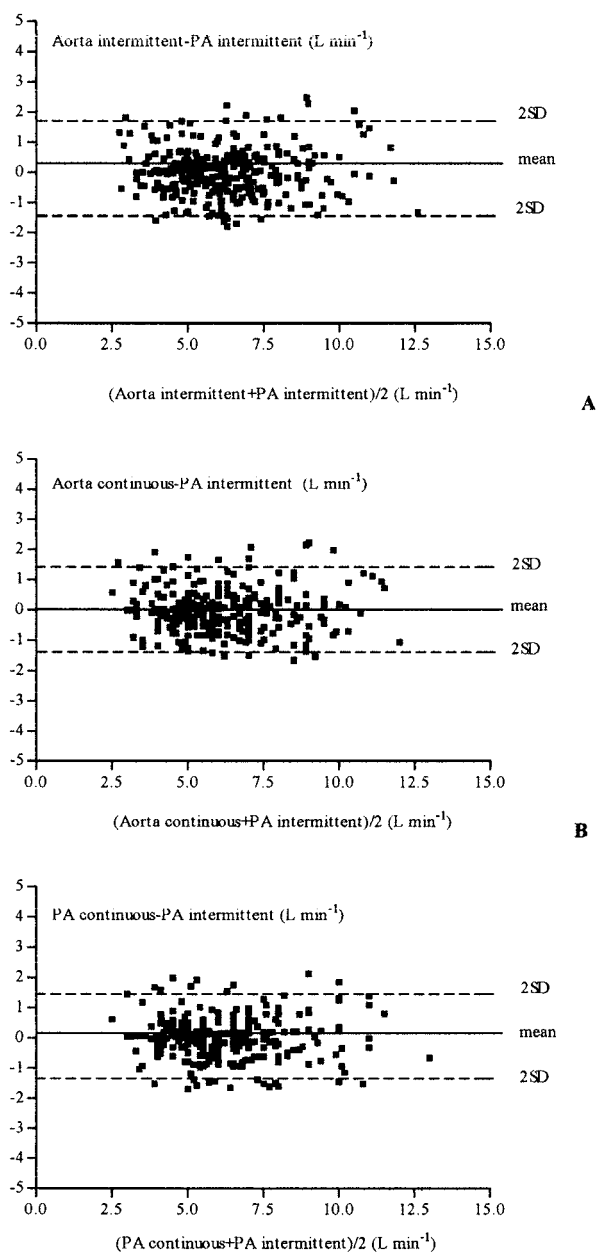 5
Aorta intermittent-PA intermittent (L min⁻¹)
4
3
2
2SD
1
mean
0
-1
2SD
-2
-3
-4
-5
0.0 2.5 5.0 7.5 10.0 12.5 15.0
(Aorta intermittent+PA intermittent)/2 (L min⁻¹)
A
5
Aorta continuous-PA intermittent (L min⁻¹)
4
3
2
2SD
1
0 mean
-1
2SD
-2
-3
-4
-5
0.0 2.5 5.0 7.5 10.0 12.5 15.0
(Aorta continuous+PA intermittent)/2 (L min⁻¹)
B
5
PA continuous-PA intermittent (L min⁻¹)
4
3
2
2SD
1
mean
0
-1
2SD
-2
-3
-4
-5
0.0 2.5 5.0 7.5 10.0 12.5 15.0
(PA continuous+PA intermittent)/2 (L min⁻¹)